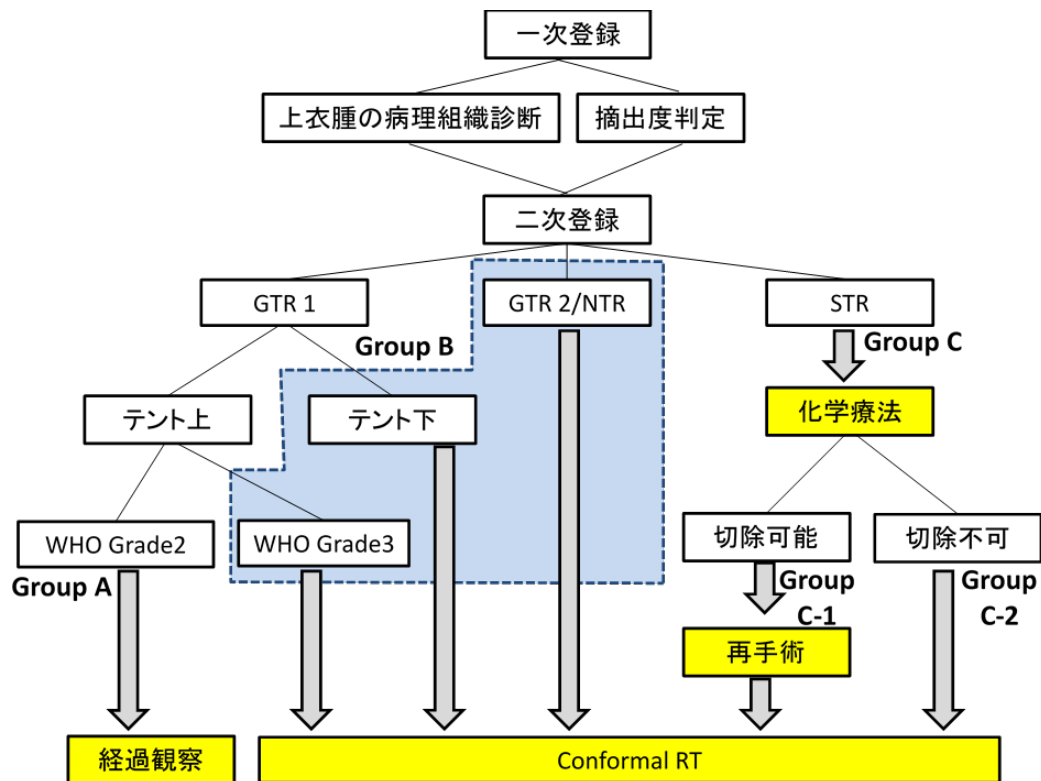 一次登録
上衣腫の病理組織診断
摘出度判定
二次登録
GTR 1
GTR 2/NTR
STR
Group B
Group C
テント上
テント下
化学療法
WHO Grade2
WHO Grade3
切除可能
切除不可
Group A
Group
C-1
Group
C-2
再手術
経過観察
Conformal RT